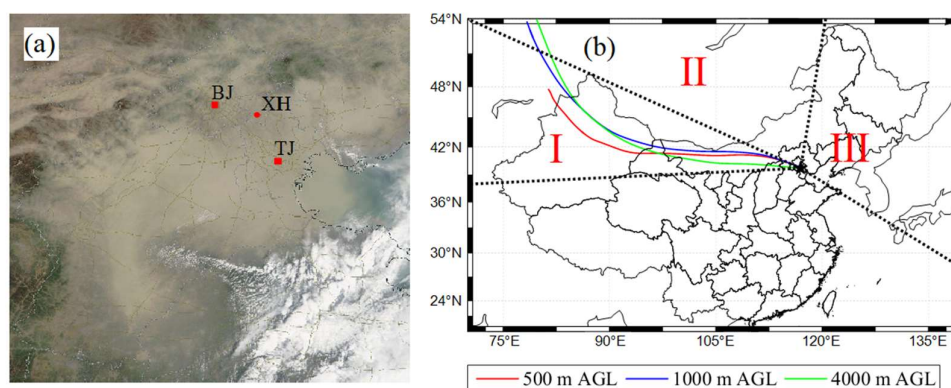 (a)
BJ
XH
TJ
(b)
I
II
III
54°N
48°N
42°N
36°N
30°N
24°N
75°E
90°E
105°E
120°E
135°E
500 m AGL
1000 m AGL
4000 m AGL